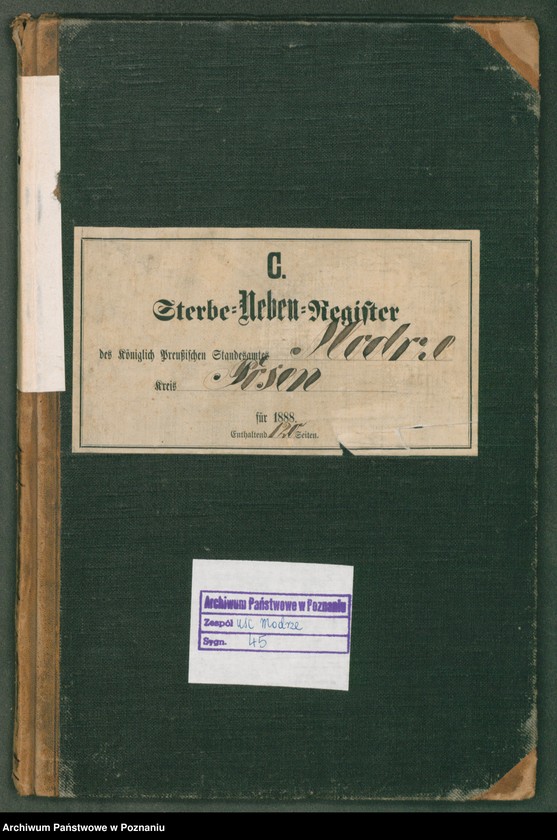 C.
Sterbe-Neben-Register
des Königlich Preußischen Standesamtes Modrze
Kreis Posen
für 1888.
Enthaltend 120 Seiten.
Archiwum Państwowe w Poznaniu
Zespół USC Modrze
Sygn. 45
Archiwum Państwowe w Poznaniu